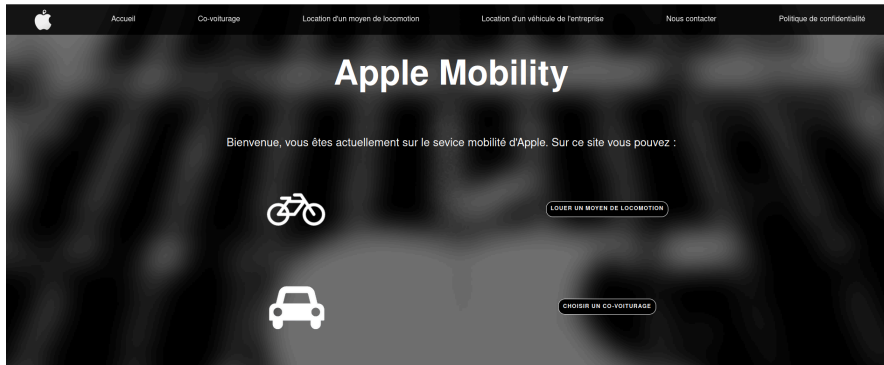 Accueil Co-voiturage Location d'un moyen de locomotion Location d'un véhicule de l'entreprise Nous contacter Politique de confidentialité
Apple Mobility
Bienvenue, vous êtes actuellement sur le sevice mobilité d'Apple. Sur ce site vous pouvez :
LOUER UN MOYEN DE LOCOMOTION
CHOISIR UN CO-VOITURAGE